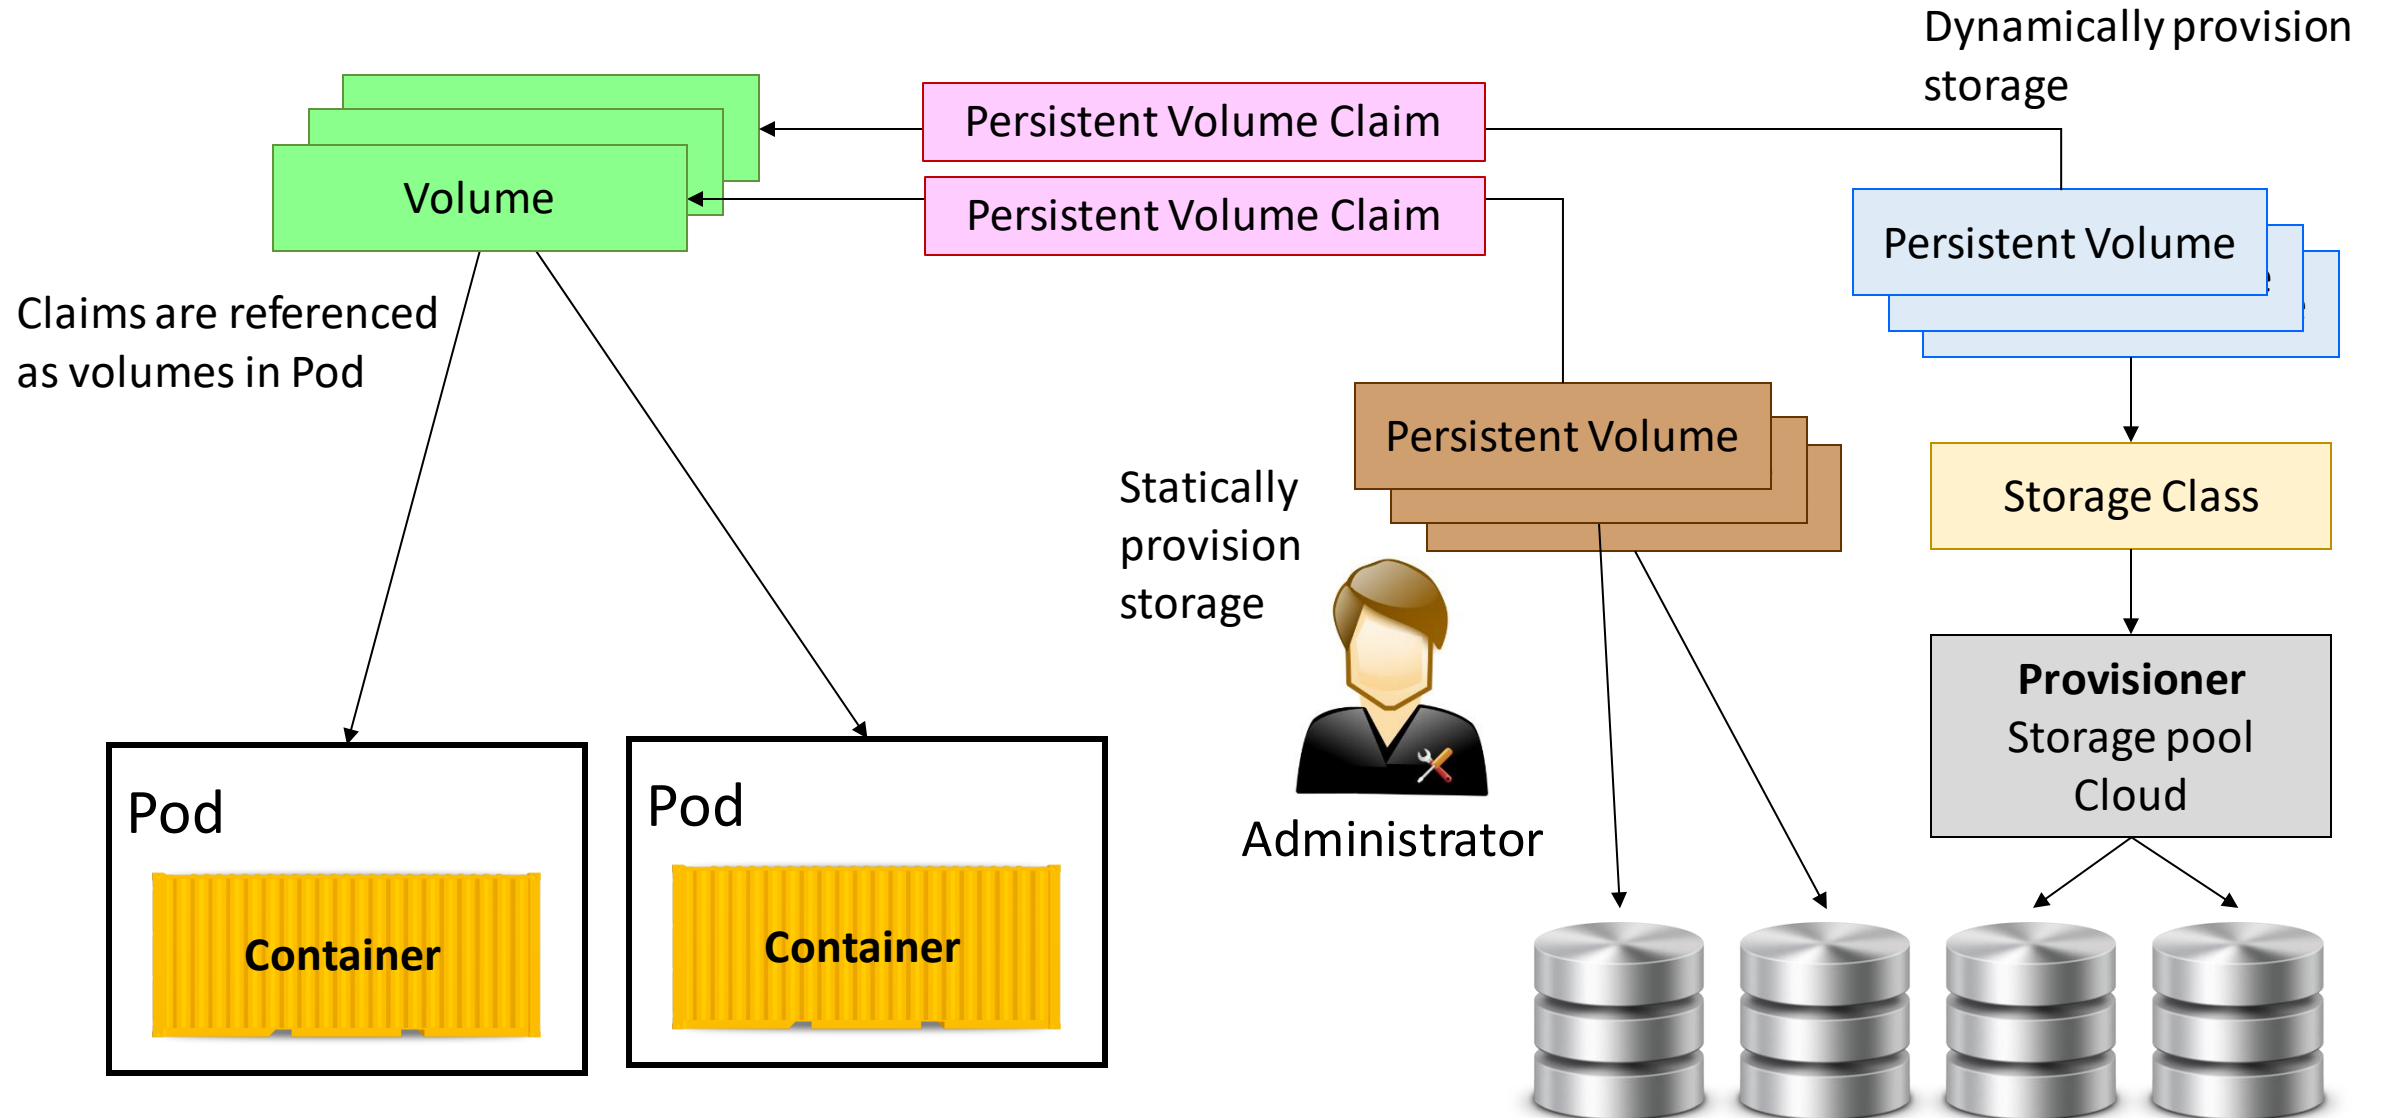 Dynamically provision
storage
Persistent Volume Claim
Persistent Volume Claim
Volume
Persistent Volume
Claims are referenced
as volumes in Pod
Persistent Volume
Statically
provision
storage
Storage Class
Provisioner
Storage pool
Cloud
Administrator
Pod
Container
Pod
Container